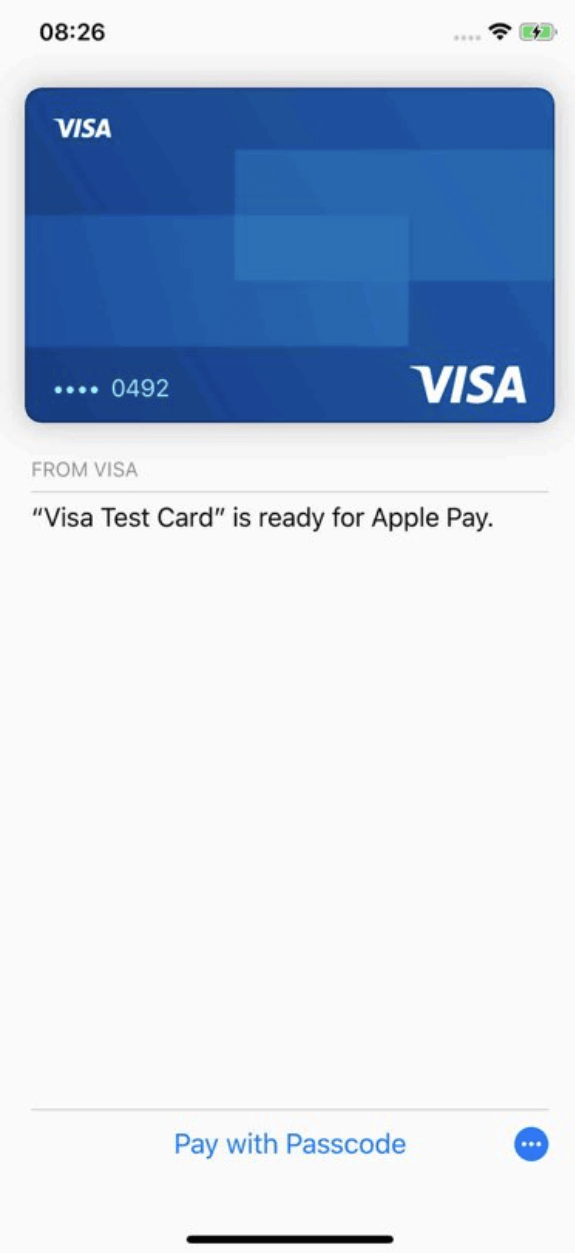 08:26
VISA
•••• 0492
VISA
FROM VISA
“Visa Test Card” is ready for Apple Pay.
Pay with Passcode